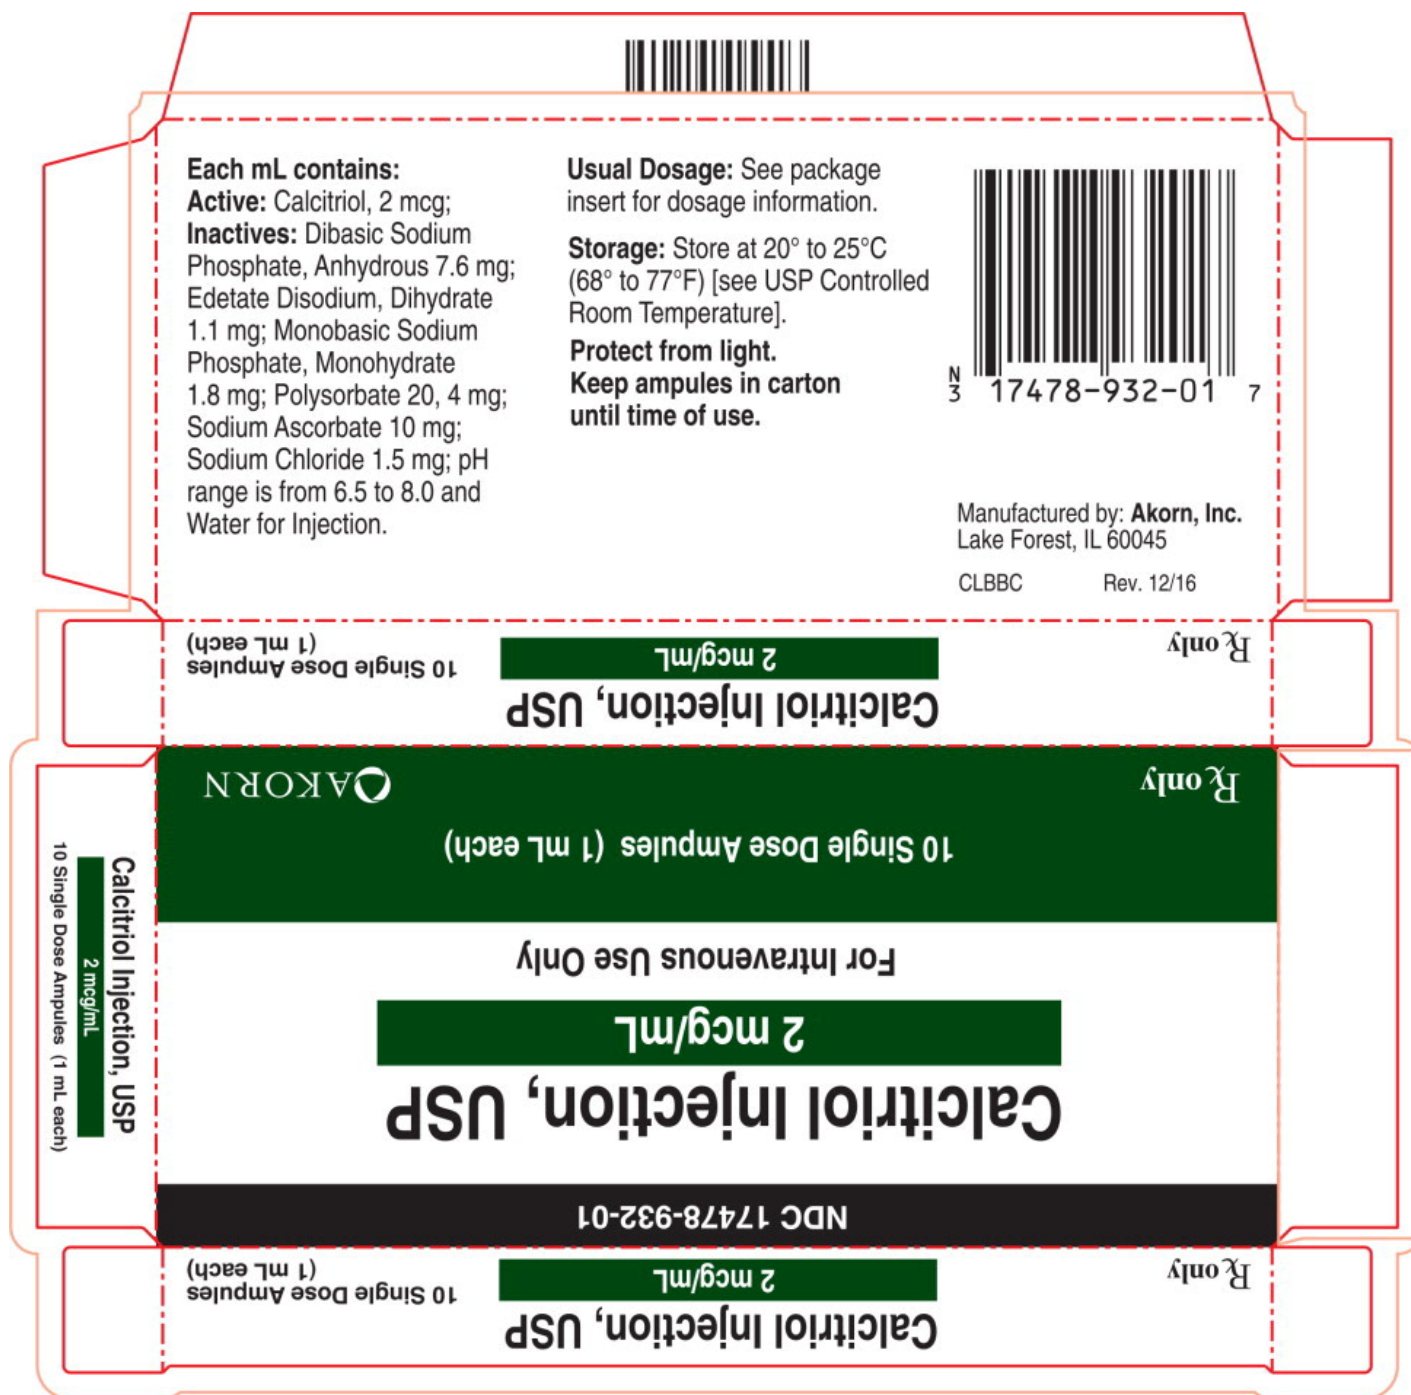 Each mL contains:
Active: Calcitriol, 2 mcg;
Inactives: Dibasic Sodium
Phosphate, Anhydrous 7.6 mg;
Edetate Disodium, Dihydrate
1.1 mg; Monobasic Sodium
Phosphate, Monohydrate
1.8 mg; Polysorbate 20, 4 mg;
Sodium Ascorbate 10 mg;
Sodium Chloride 1.5 mg; pH
range is from 6.5 to 8.0 and
Water for Injection.
Usual Dosage: See package
insert for dosage information.
Storage: Store at 20° to 25°C
(68° to 77°F) [see USP Controlled
Room Temperature].
Protect from light.
Keep ampules in carton
until time of use.
N
3 17478-932-01 7
Manufactured by: Akorn, Inc.
Lake Forest, IL 60045
CLBBC Rev. 12/16
Calcitriol Injection, USP
2 mcg/mL
10 Single Dose Ampules
(1 mL each)
℞ only
NDC 17478-932-01
Calcitriol Injection, USP
2 mcg/mL
For Intravenous Use Only
10 Single Dose Ampules (1 mL each)
℞ only
AKORN
Calcitriol Injection, USP
2 mcg/mL
10 Single Dose Ampules (1 mL each)
Calcitriol Injection, USP
2 mcg/mL
10 Single Dose Ampules
(1 mL each)
℞ only